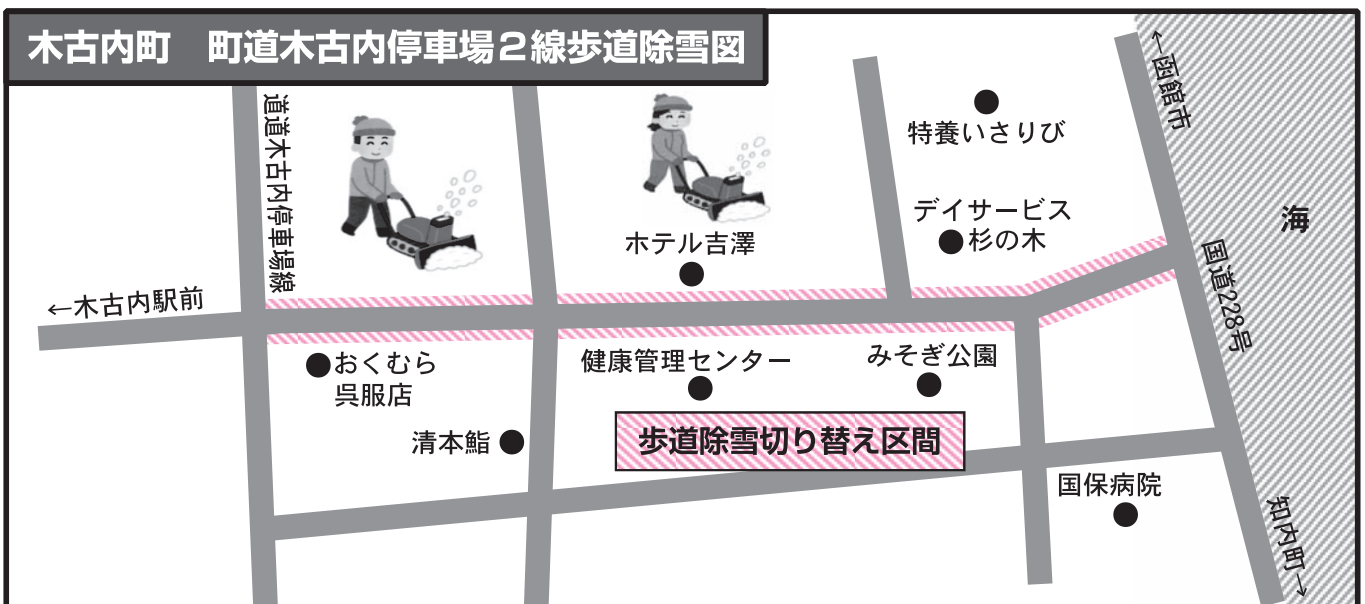 木古内町　町道木古内停車場２線歩道除雪図
道道木古内停車場線
←函館市
特養いさりび
デイサービス
杉の木
ホテル吉澤
海
国道228号
←木古内駅前
おくむら
呉服店
健康管理センター
みそぎ公園
清本鮨
歩道除雪切り替え区間
国保病院
知内町→